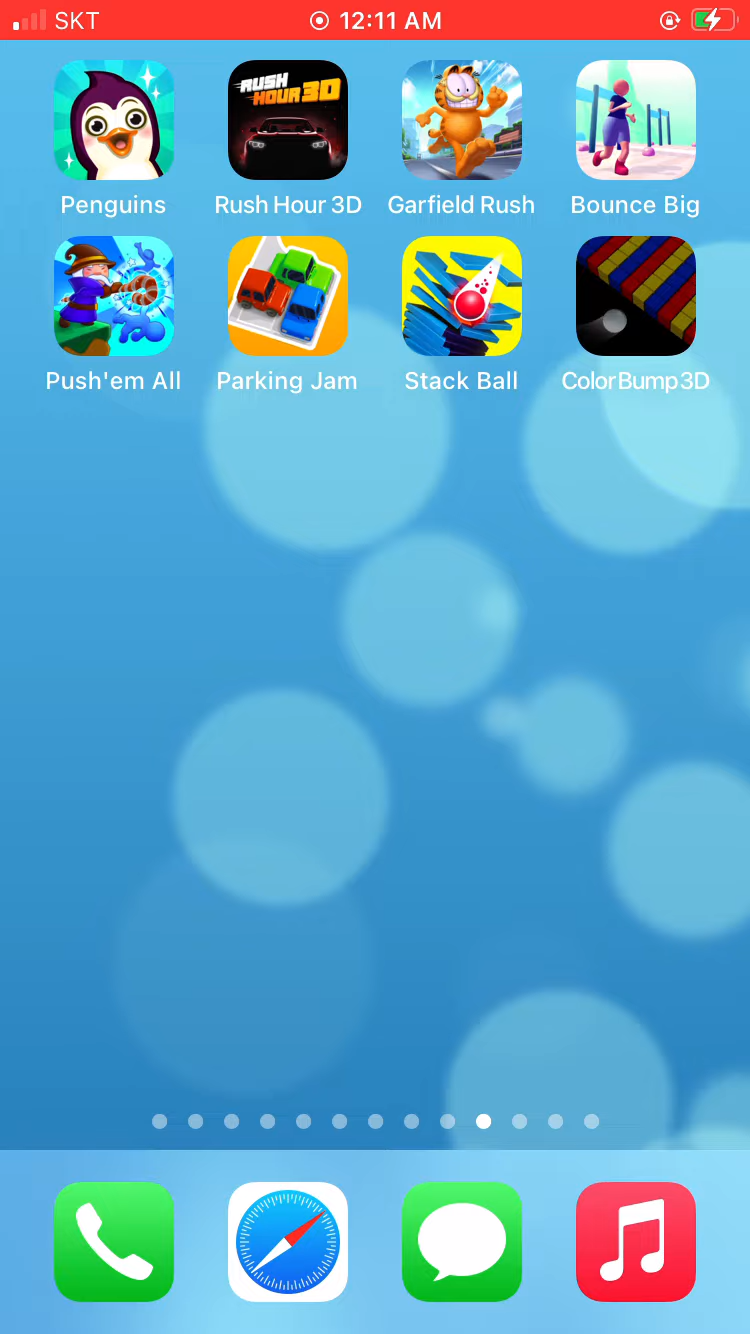 SKT
12:11 AM
RUSH
HOUR 3D
Penguins
Rush Hour 3D
Garfield Rush
Bounce Big
Push'em All
Parking Jam
Stack Ball
ColorBump3D